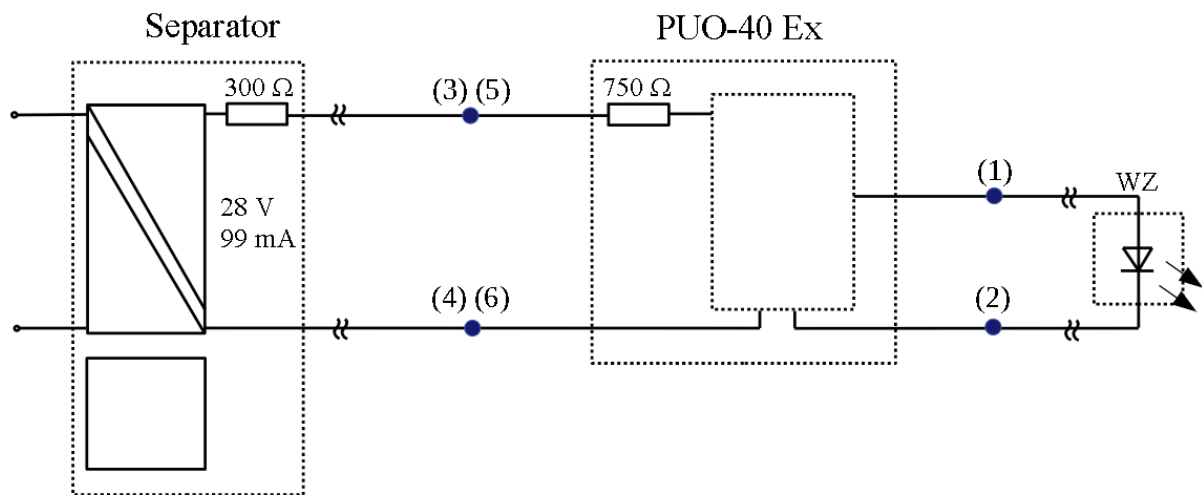 Separator
PUO-40 Ex
300 Ω
(3) (5)
750 Ω
(1)
WZ
28 V
99 mA
(4) (6)
(2)